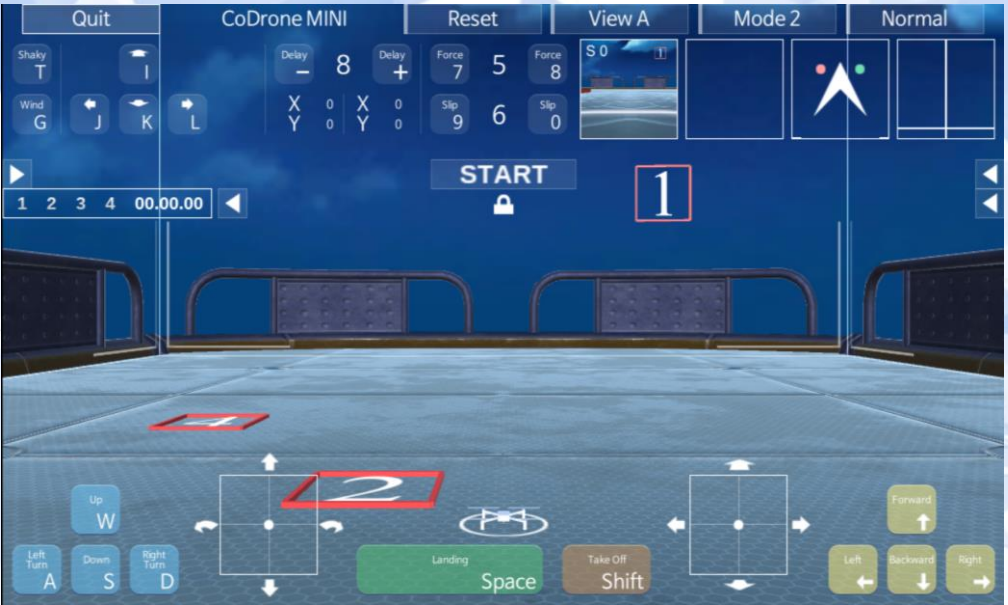 Quit CoDrone MINI Reset View A Mode 2 Normal
Shaky Delay Delay Force Force S 0 1
T I − 8 + 7 5 8
Wind X 0 X 0 Slip Slip
G J K L Y 0 Y 0 9 6 0
START 1
1 2 3 4 00.00.00
4
2
Up Forward
W
Left Turn Down Right Turn Landing Take Off Left Backward Right
A S D Space Shift